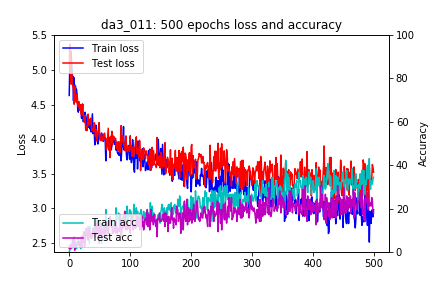 da3_011: 500 epochs loss and accuracy
Train loss
Test loss
Train acc
Test acc
Loss
Accuracy
5.5
5.0
4.5
4.0
3.5
3.0
2.5
100
80
60
40
20
0
0
100
200
300
400
500